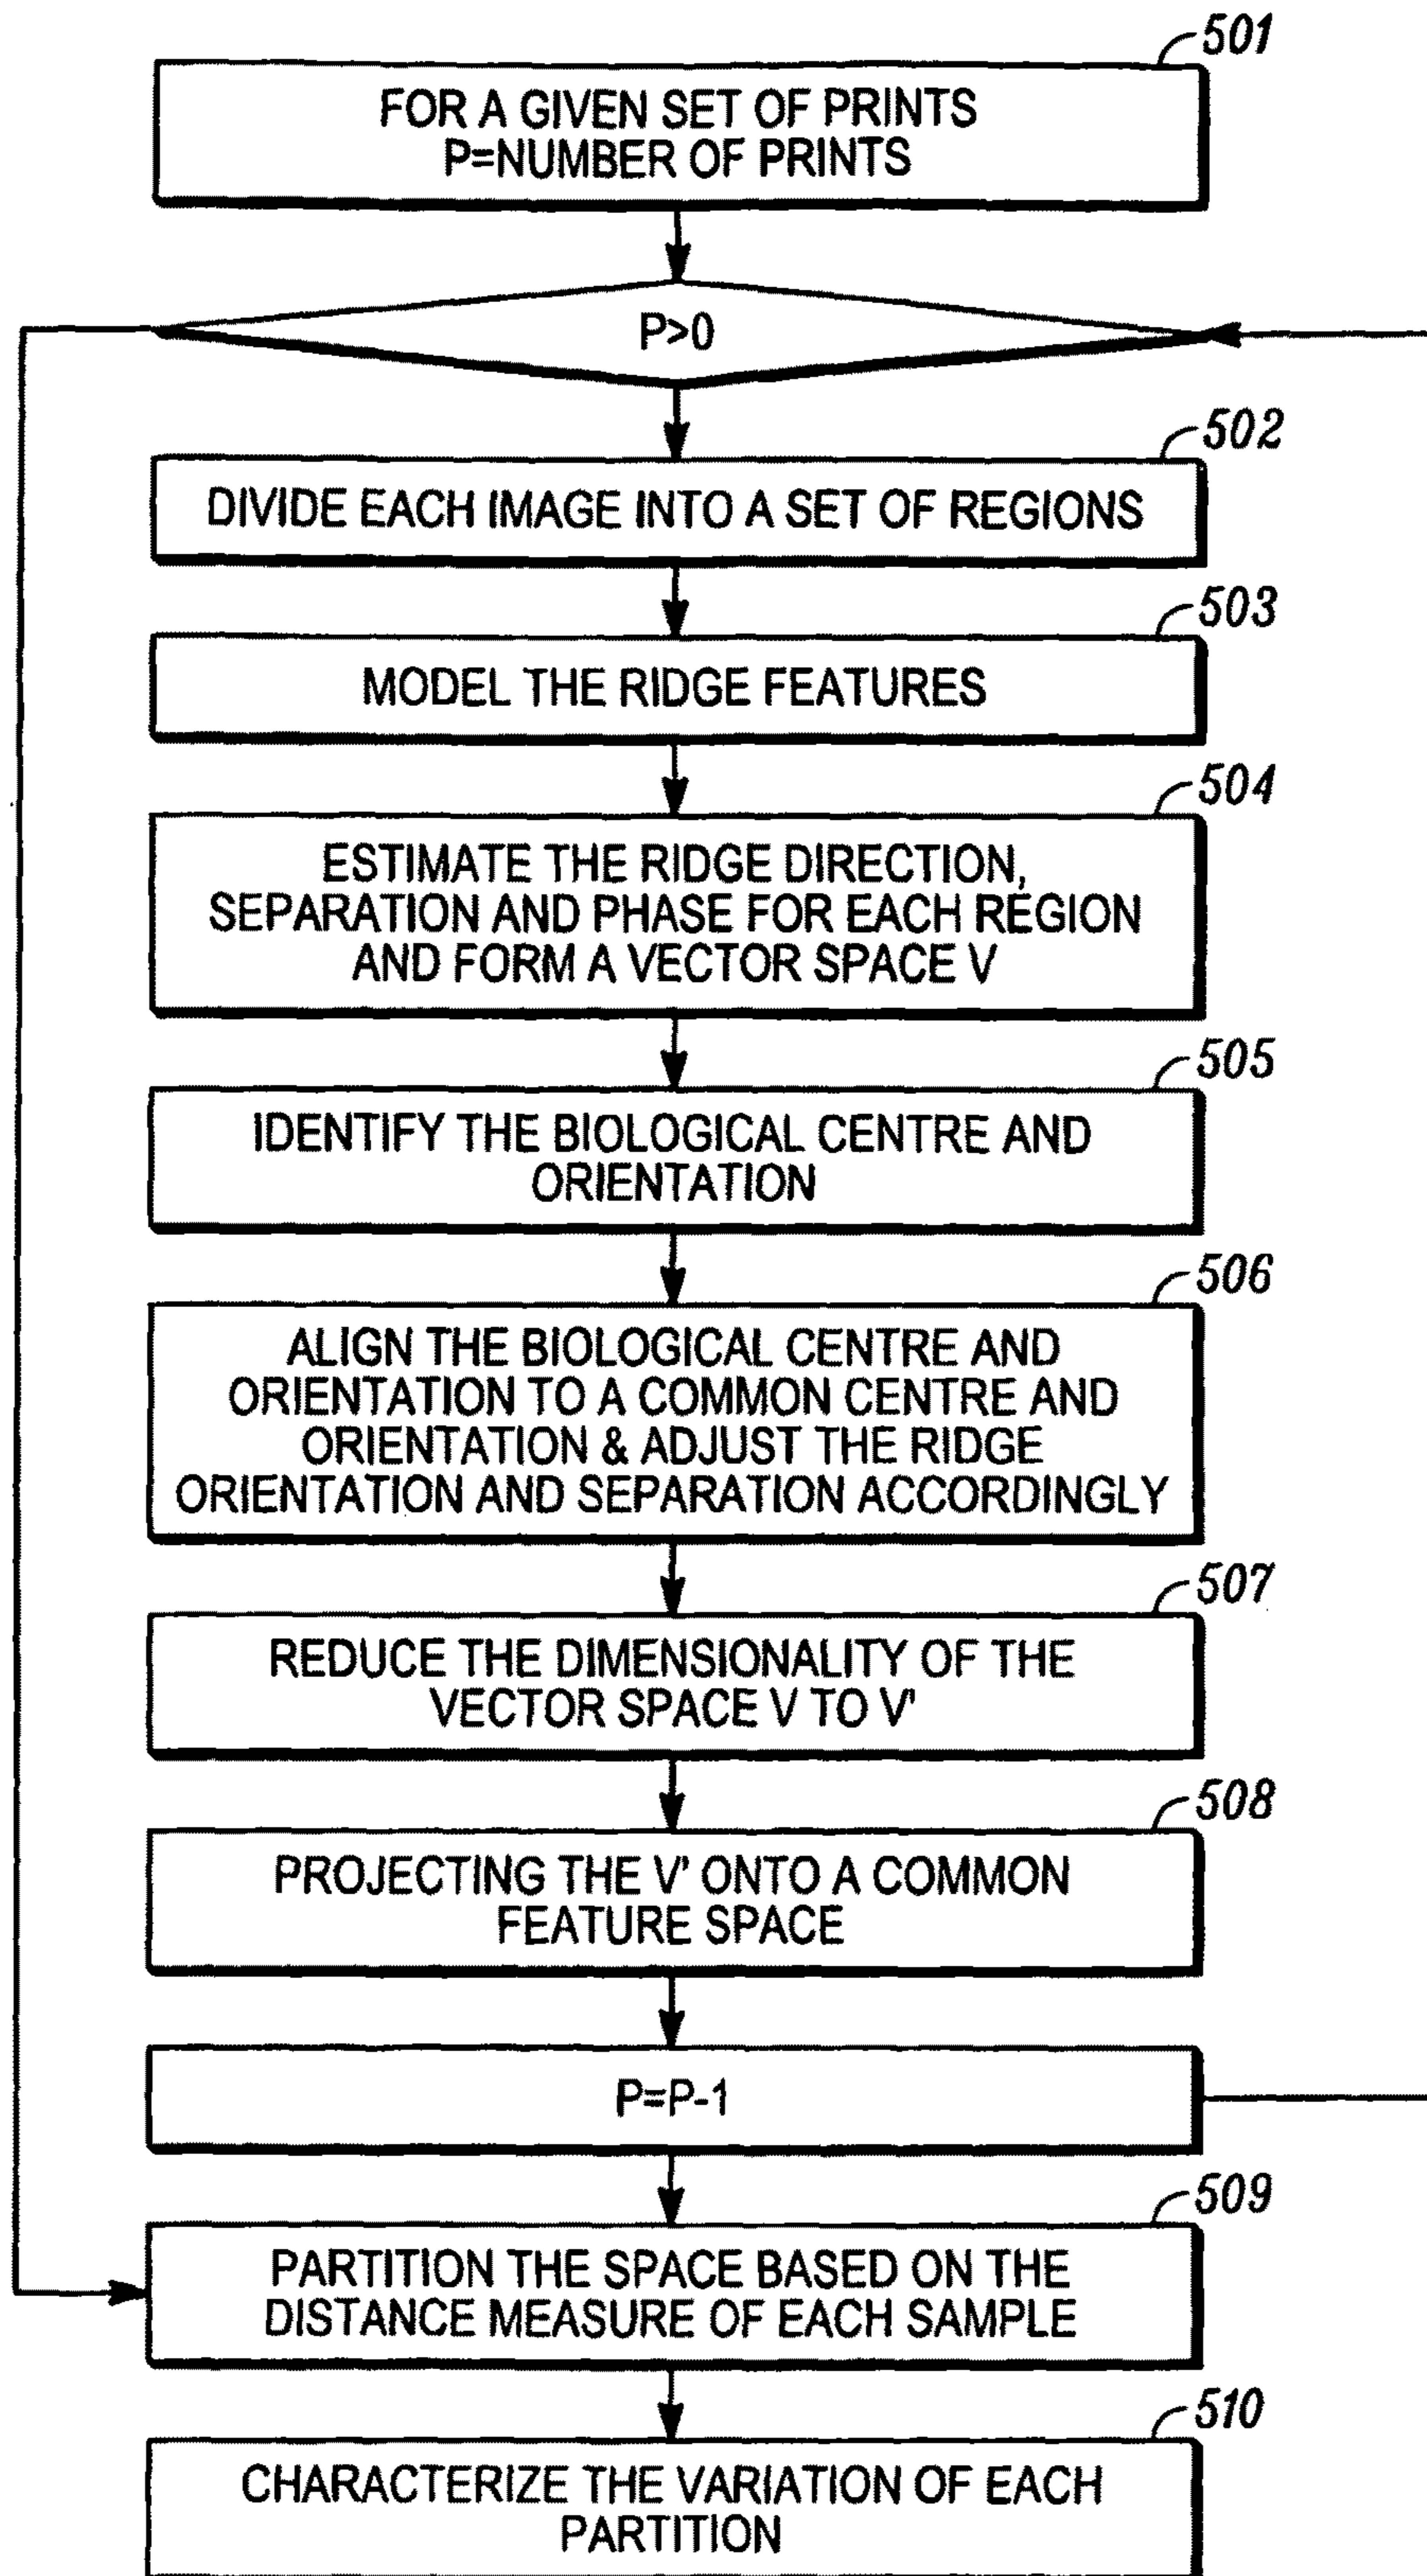 501
FOR A GIVEN SET OF PRINTS
P=NUMBER OF PRINTS
P>0
502
DIVIDE EACH IMAGE INTO A SET OF REGIONS
503
MODEL THE RIDGE FEATURES
504
ESTIMATE THE RIDGE DIRECTION,
SEPARATION AND PHASE FOR EACH REGION
AND FORM A VECTOR SPACE V
505
IDENTIFY THE BIOLOGICAL CENTRE AND
ORIENTATION
506
ALIGN THE BIOLOGICAL CENTRE AND
ORIENTATION TO A COMMON CENTRE AND
ORIENTATION & ADJUST THE RIDGE
ORIENTATION AND SEPARATION ACCORDINGLY
507
REDUCE THE DIMENSIONALITY OF THE
VECTOR SPACE V TO V'
508
PROJECTING THE V' ONTO A COMMON
FEATURE SPACE
P=P-1
509
PARTITION THE SPACE BASED ON THE
DISTANCE MEASURE OF EACH SAMPLE
510
CHARACTERIZE THE VARIATION OF EACH
PARTITION